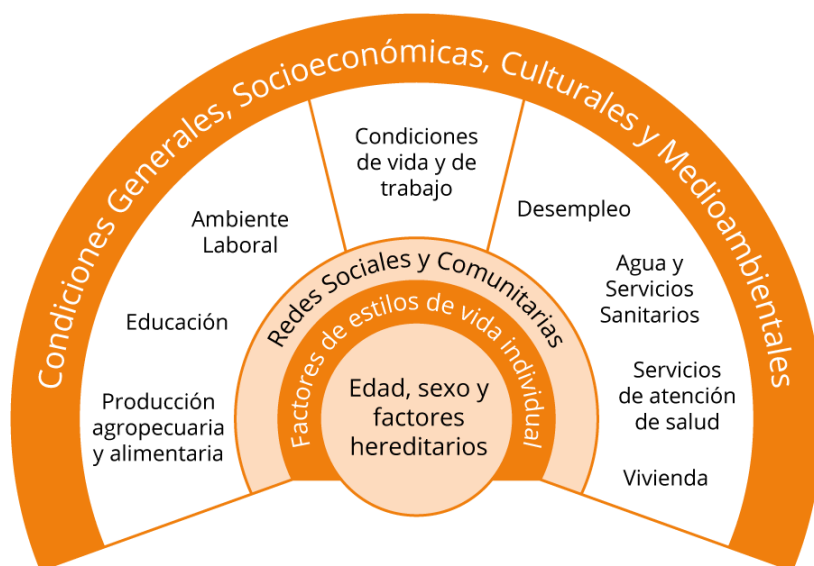 Condiciones Generales, Socioeconómicas, Culturales y Medioambientales
Condiciones
de vida y de
trabajo
Ambiente
Laboral
Educación
Producción
agropecuaria
y alimentaria
Desempleo
Agua y
Servicios
Sanitarios
Servicios
de atención
de salud
Vivienda
Redes Sociales y Comunitarias
Factores de estilos de vida individual
Edad, sexo y
factores
hereditarios